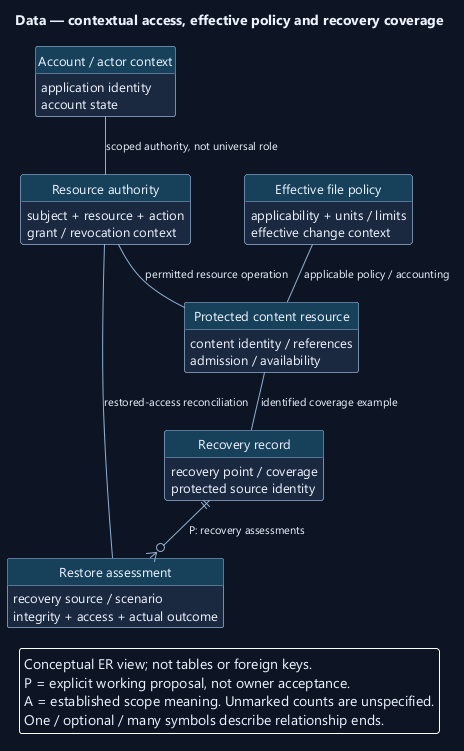 Data — contextual access, effective policy and recovery coverage
Account / actor context
application identity
account state
scoped authority, not universal role
Resource authority
subject + resource + action
grant / revocation context
Effective file policy
applicability + units / limits
effective change context
permitted resource operation
applicable policy / accounting
Protected content resource
content identity / references
admission / availability
restored-access reconciliation
identified coverage example
Recovery record
recovery point / coverage
protected source identity
P: recovery assessments
Restore assessment
recovery source / scenario
integrity + access + actual outcome
Conceptual ER view; not tables or foreign keys.
P = explicit working proposal, not owner acceptance.
A = established scope meaning. Unmarked counts are unspecified.
One / optional / many symbols describe relationship ends.